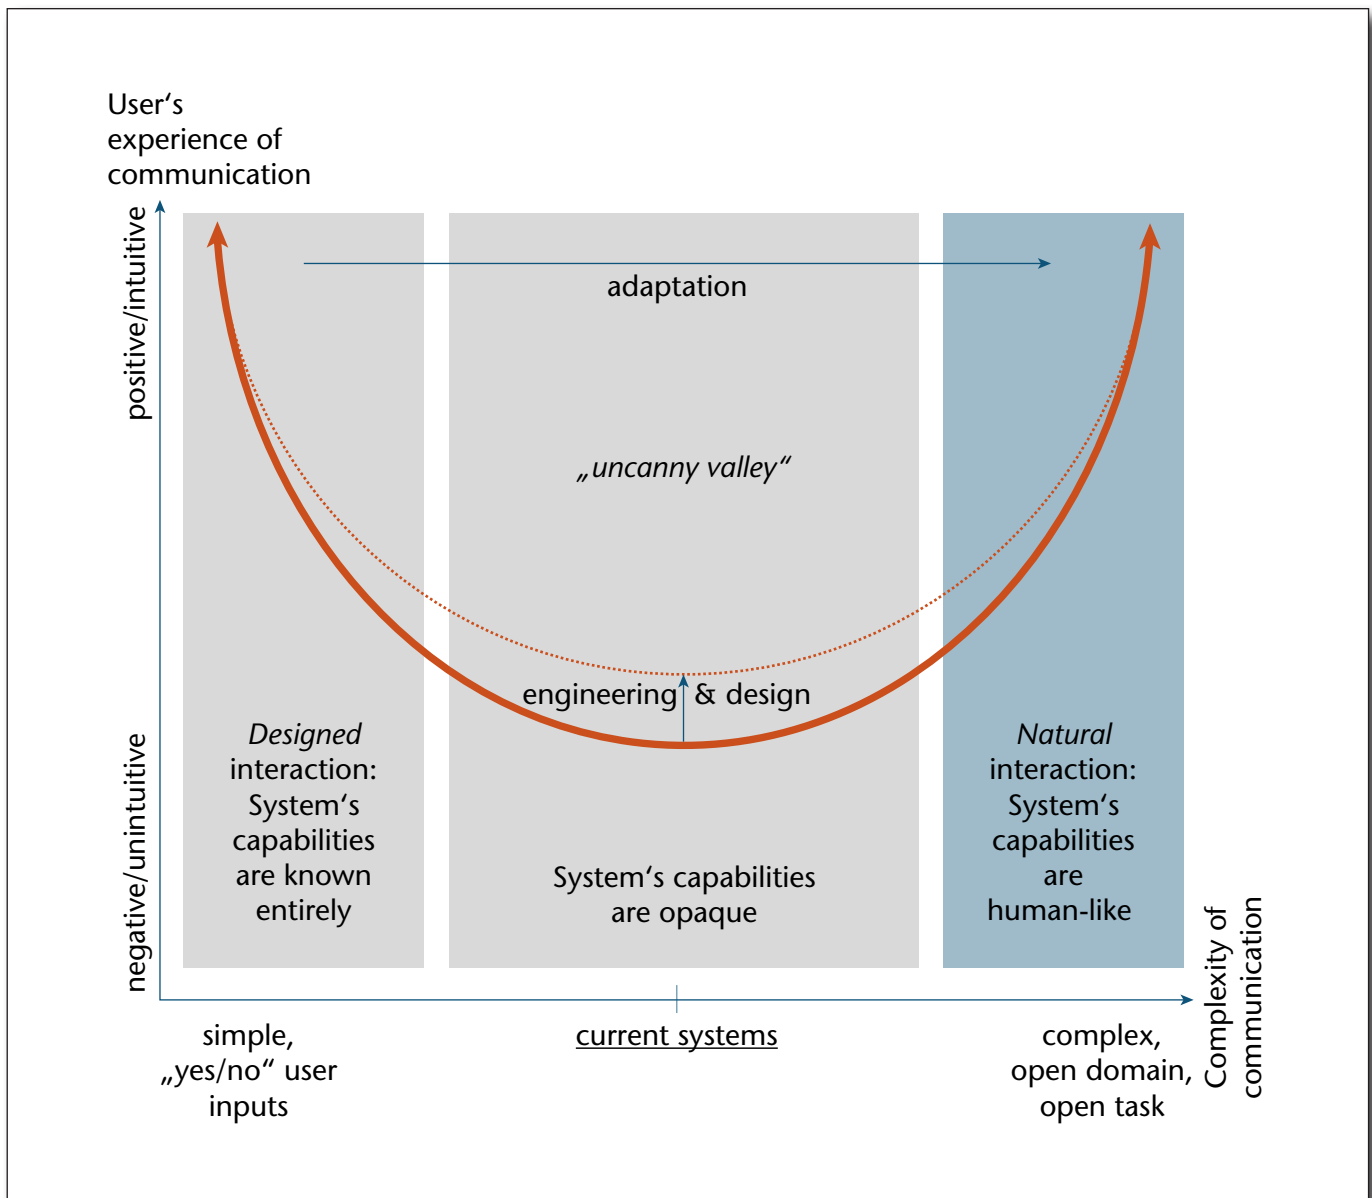 User‘s
experience of
communication
positive/intuitive
negative/unintuitive
adaptation
„uncanny valley“
engineering & design
Designed
interaction:
System‘s
capabilities
are known
entirely
System‘s capabilities
are opaque
Natural
interaction:
System‘s
capabilities
are
human-like
simple,
„yes/no“ user
inputs
current systems
complex,
open domain,
open task
Complexity of
communication